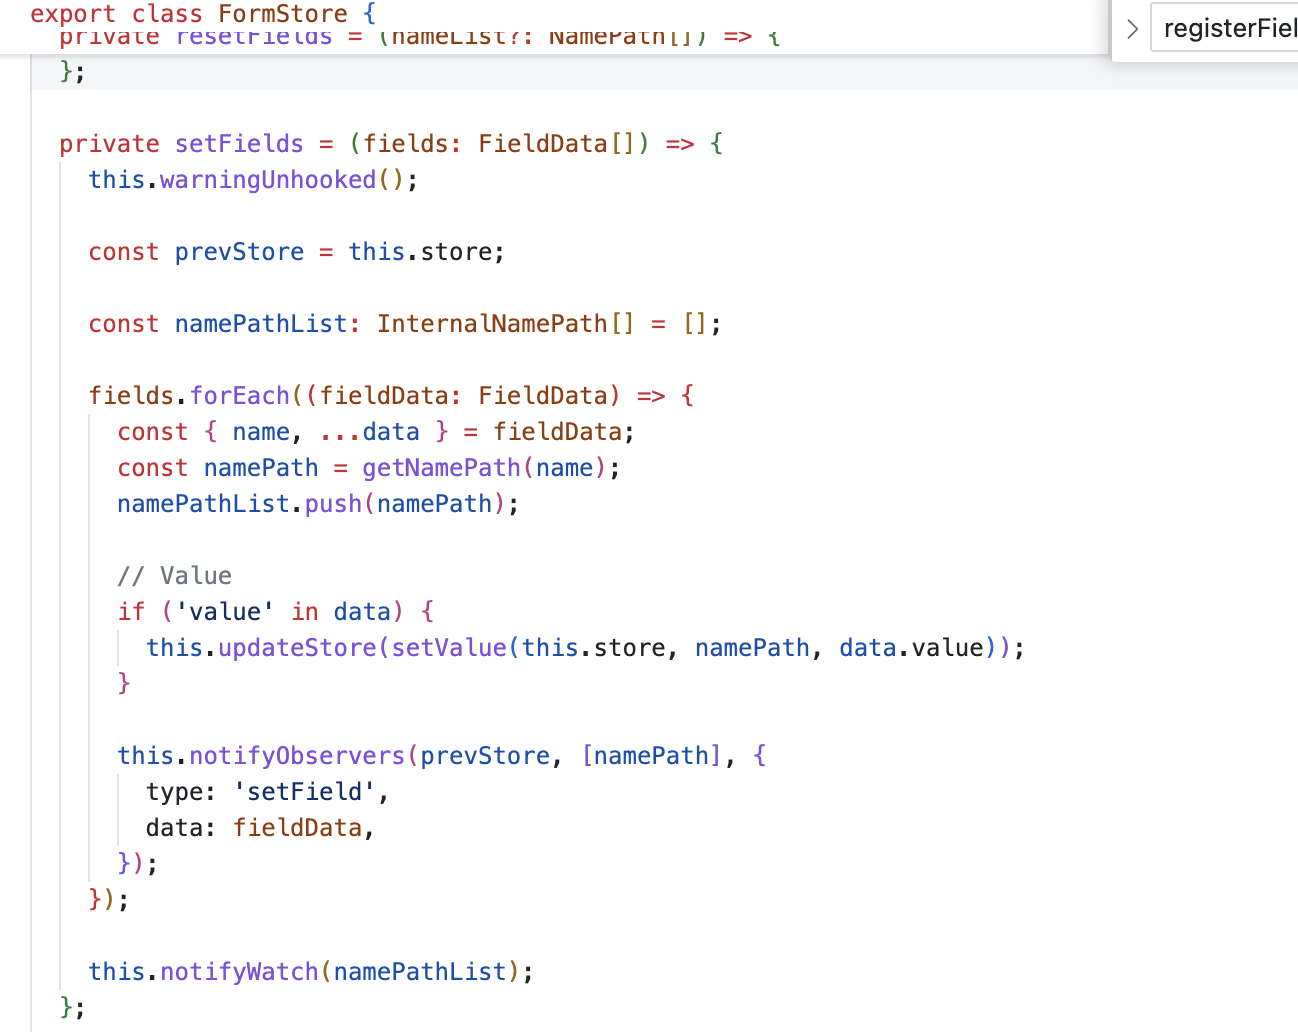 export class FormStore {
private resetFields = (nameList?: NamePath[]) => {
registerFiel
};
private setFields = (fields: FieldData[]) => {
this.warningUnhooked();
const prevStore = this.store;
const namePathList: InternalNamePath[] = [];
fields.forEach((fieldData: FieldData) => {
const { name, ...data } = fieldData;
const namePath = getNamePath(name);
namePathList.push(namePath);
// Value
if ('value' in data) {
this.updateStore(setValue(this.store, namePath, data.value));
}
this.notifyObservers(prevStore, [namePath], {
type: 'setField',
data: fieldData,
});
});
this.notifyWatch(namePathList);
};